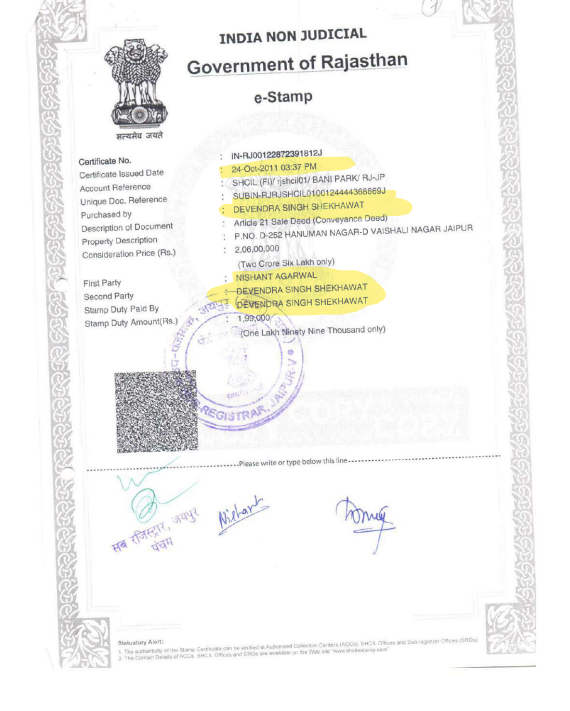 7
INDIA NON JUDICIAL
Government of Rajasthan
e-Stamp
सत्यमेव जयते
Certificate No. : IN-RJ00122872391812J
Certificate Issued Date : 24-Oct-2011 03:37 PM
Account Reference : SHCIL (FI)/ rjshcil01/ BANI PARK/ RJ-JP
Unique Doc. Reference : SUBIN-RJRJSHCIL010012444368869J
Purchased by : DEVENDRA SINGH SHEKHAWAT
Description of Document : Article 21 Sale Deed (Conveyance Deed)
Property Description : P.NO. D-252 HANUMAN NAGAR-D VAISHALI NAGAR JAIPUR
Consideration Price (Rs.) : 2,06,00,000
(Two Crore Six Lakh only)
First Party : NISHANT AGARWAL
Second Party : DEVENDRA SINGH SHEKHAWAT
Stamp Duty Paid By : DEVENDRA SINGH SHEKHAWAT
Stamp Duty Amount(Rs.) : 1,99,000
(One Lakh Ninety Nine Thousand only)
REGISTRAR, JAIPUR-V
Please write or type below this line
सब रजिस्ट्रार, जयपुर
पंचम
Nishant
Statuatory Alert:
1. The authenticity of the Stamp Certificate can be verified at Authorised Collection Centers (ACCs), SHCIL Offices and Sub-registrar Offices (SROs)
2. The Contact Details of ACCs, SHCIL Offices and SROs are available on the Web site "www.shcilestamp.com"